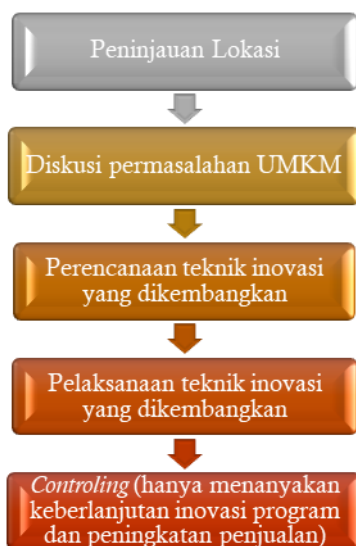 Peninjauan Lokasi
Diskusi permasalahan UMKM
Perencanaan teknik inovasi
yang dikembangkan
Pelaksanaan teknik inovasi
yang dikembangkan
Controling (hanya menanyakan
keberlanjutan inovasi program
dan peningkatan penjualan)